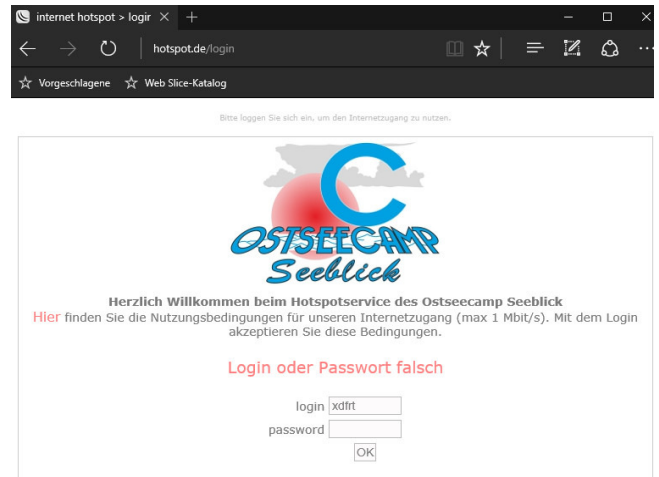 internet hotspot > login
hotspot.de/login
Vorgeschlagene Web Slice-Katalog
Bitte loggen Sie sich ein, um den Internetzugang zu nutzen.
C
OSTSEECAMP
Seeblick
Herzlich Willkommen beim Hotspotservice des Ostseecamp Seeblick
Hier finden Sie die Nutzungsbedingungen für unseren Internetzugang (max 1 Mbit/s). Mit dem Login
akzeptieren Sie diese Bedingungen.
Login oder Passwort falsch
login xdfrt
password
OK